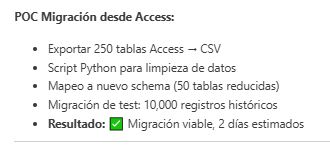 POC Migración desde Access:
• Exportar 250 tablas Access → CSV
• Script Python para limpieza de datos
• Mapeo a nuevo schema (50 tablas reducidas)
• Migración de test: 10,000 registros históricos
• Resultado: ✅ Migración viable, 2 días estimados